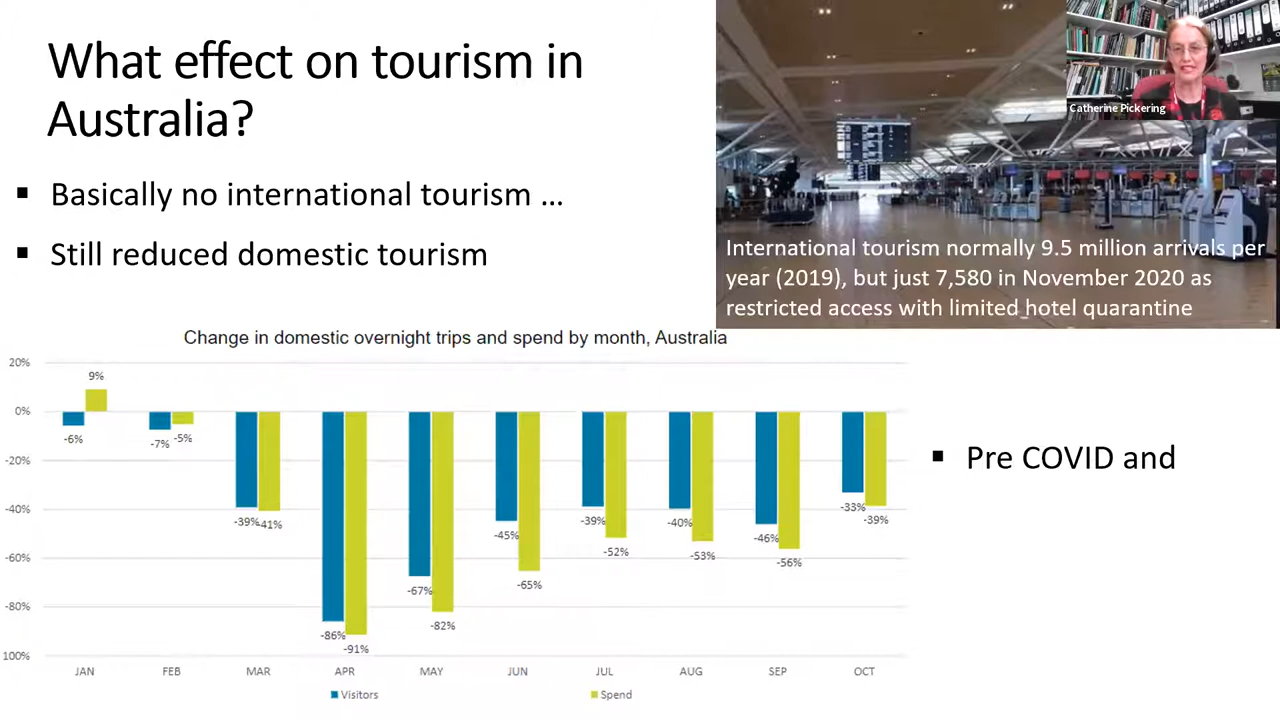 What effect on tourism in
Australia?
▪ Basically no international tourism …
▪ Still reduced domestic tourism
Catherine Pickering
International tourism normally 9.5 million arrivals per
year (2019), but just 7,580 in November 2020 as
restricted access with limited hotel quarantine
Change in domestic overnight trips and spend by month, Australia
20%
0%
-20%
-40%
-60%
-80%
100%
-6%
9%
-7%
-5%
-39%
-41%
-86%
-91%
-67%
-82%
-45%
-65%
-39%
-52%
-40%
-53%
-46%
-56%
-33%
-39%
JAN FEB MAR APR MAY JUN JUL AUG SEP OCT
Visitors Spend
▪ Pre COVID and